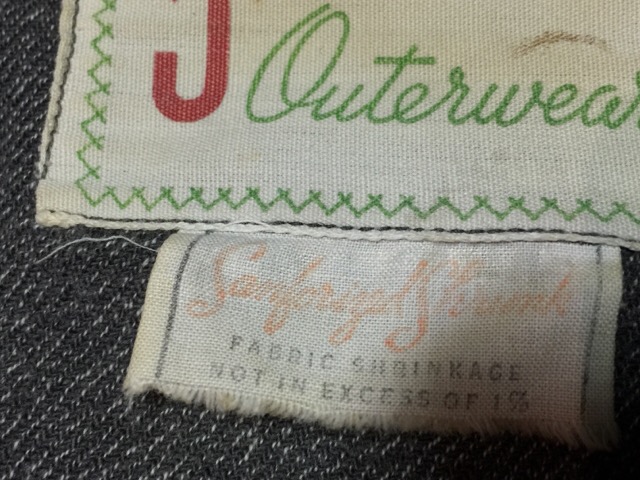 Outerwear
Sanforized Shrunk
FABRIC SHRINKAGE
NOT IN EXCESS OF 1%